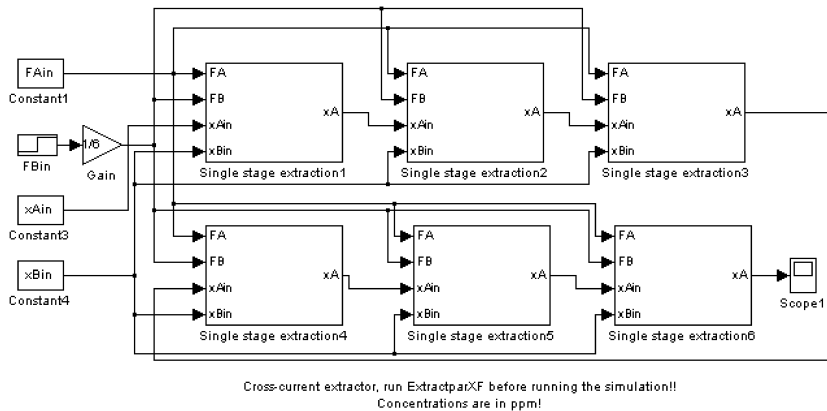 FAin
Constant1
FBin
1/6
Gain
xAin
Constant3
xBin
Constant4
FA
FB
xAin
xBin
xA
Single stage extraction1
FA
FB
xAin
xBin
xA
Single stage extraction2
FA
FB
xAin
xBin
xA
Single stage extraction3
FA
FB
xAin
xBin
xA
Single stage extraction4
FA
FB
xAin
xBin
xA
Single stage extraction5
FA
FB
xAin
xBin
xA
Single stage extraction6
Scope1
Cross-current extractor, run ExtractparXF before running the simulation!!
Concentrations are in ppm!